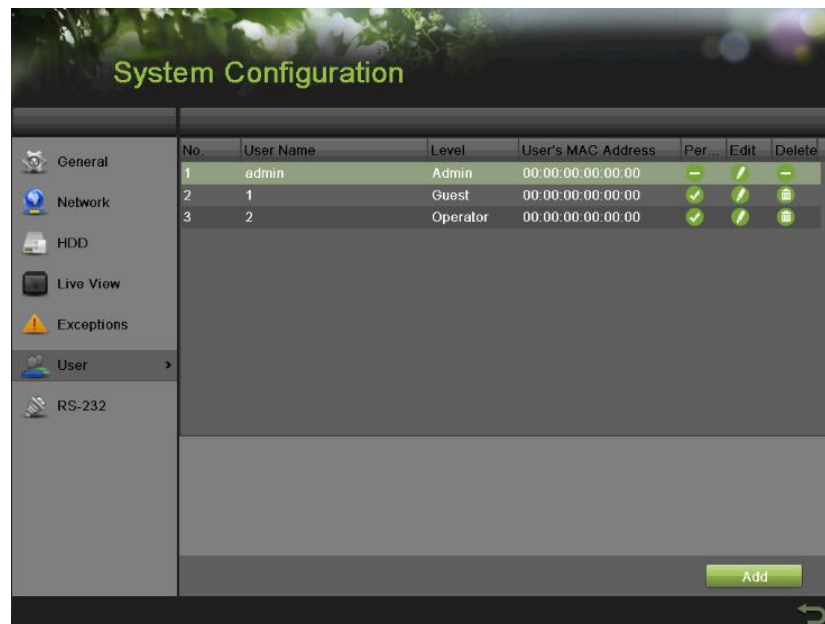 System Configuration
General
Network
HDD
Live View
Exceptions
User >
RS-232
No. User Name Level User's MAC Address Per... Edit Delete
1 admin Admin 00:00:00:00:00:00
2 1 Guest 00:00:00:00:00:00
3 2 Operator 00:00:00:00:00:00
Add